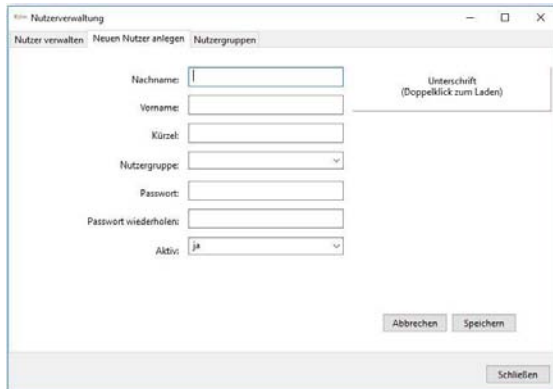 Nutzerverwaltung
Nutzer verwalten Neuen Nutzer anlegen Nutzergruppen
Nachname:
Unterschrift
(Doppelklick zum Laden)
Vorname:
Kürzel:
Nutzergruppe:
Passwort:
Passwort wiederholen:
Aktiv: ja
Abbrechen Speichern
Schließen